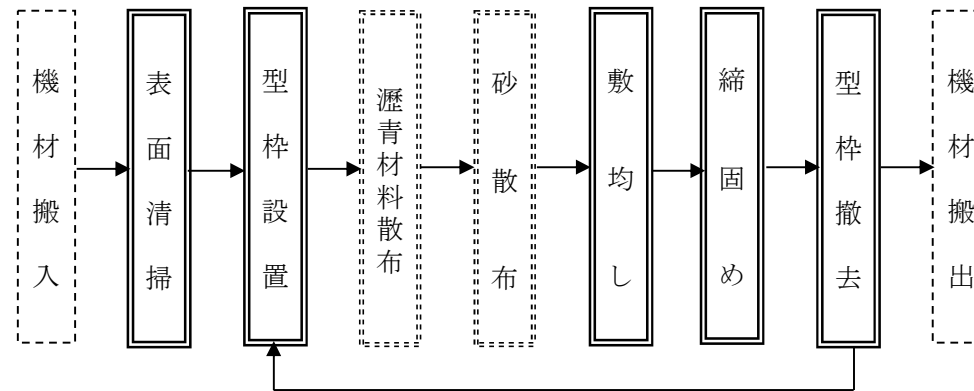 機材搬入
表面清掃
型枠設置
瀝青材料散布
砂散布
敷均し
締固め
型枠撤去
機材搬出